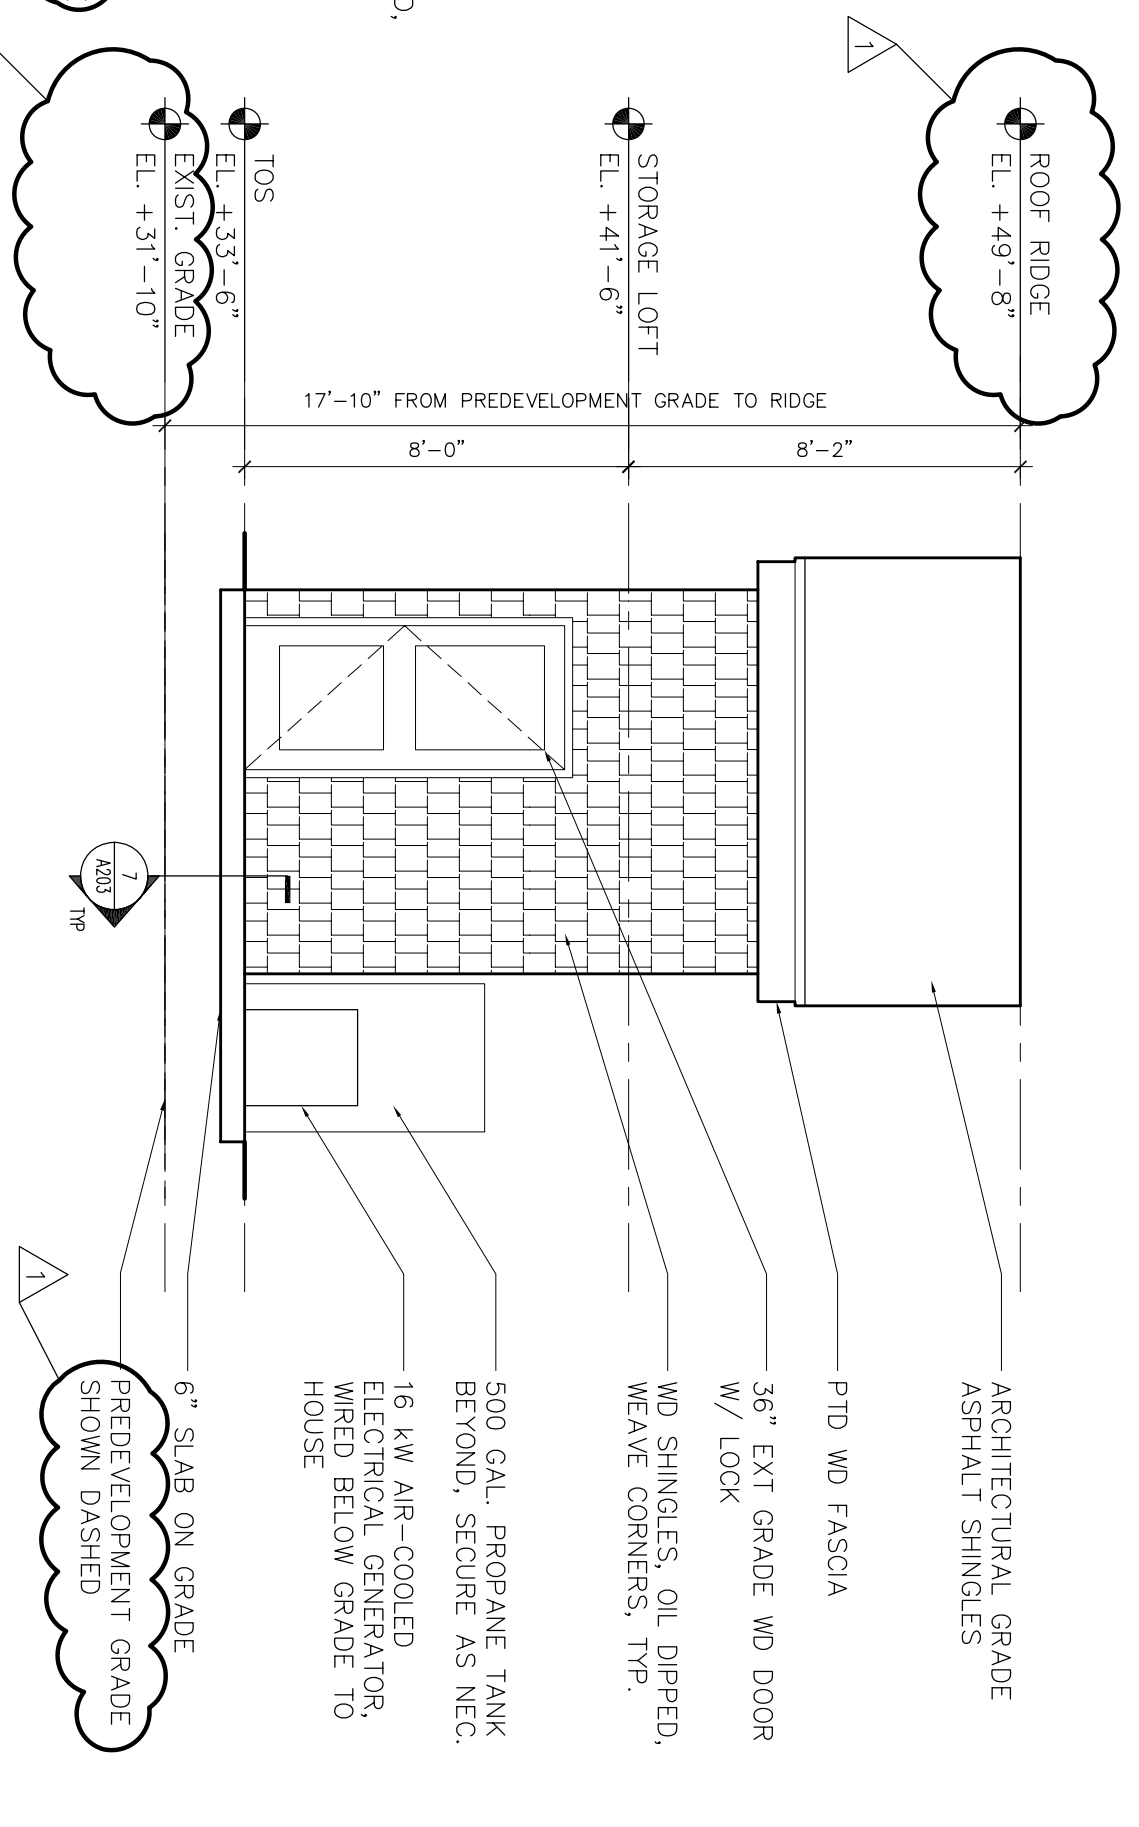 ROOF RIDGE
EL. +49'-8"
1
STORAGE LOFT
EL. +41'-6"
TOS
EL. +33'-6"
EXIST. GRADE
EL. +31'-10"
17'-10" FROM PREDEVELOPMENT GRADE TO RIDGE
8'-2"
8'-0"
7
A203
TYP
ARCHITECTURAL GRADE
ASPHALT SHINGLES
PTD WD FASCIA
36" EXT GRADE WD DOOR
W/ LOCK
WD SHINGLES, OIL DIPPED,
WEAVE CORNERS, TYP.
500 GAL. PROPANE TANK
BEYOND, SECURE AS NEC.
16 kW AIR-COOLED
ELECTRICAL GENERATOR,
WIRED BELOW GRADE TO
HOUSE
6" SLAB ON GRADE
PREDEVELOPMENT GRADE
SHOWN DASHED
1